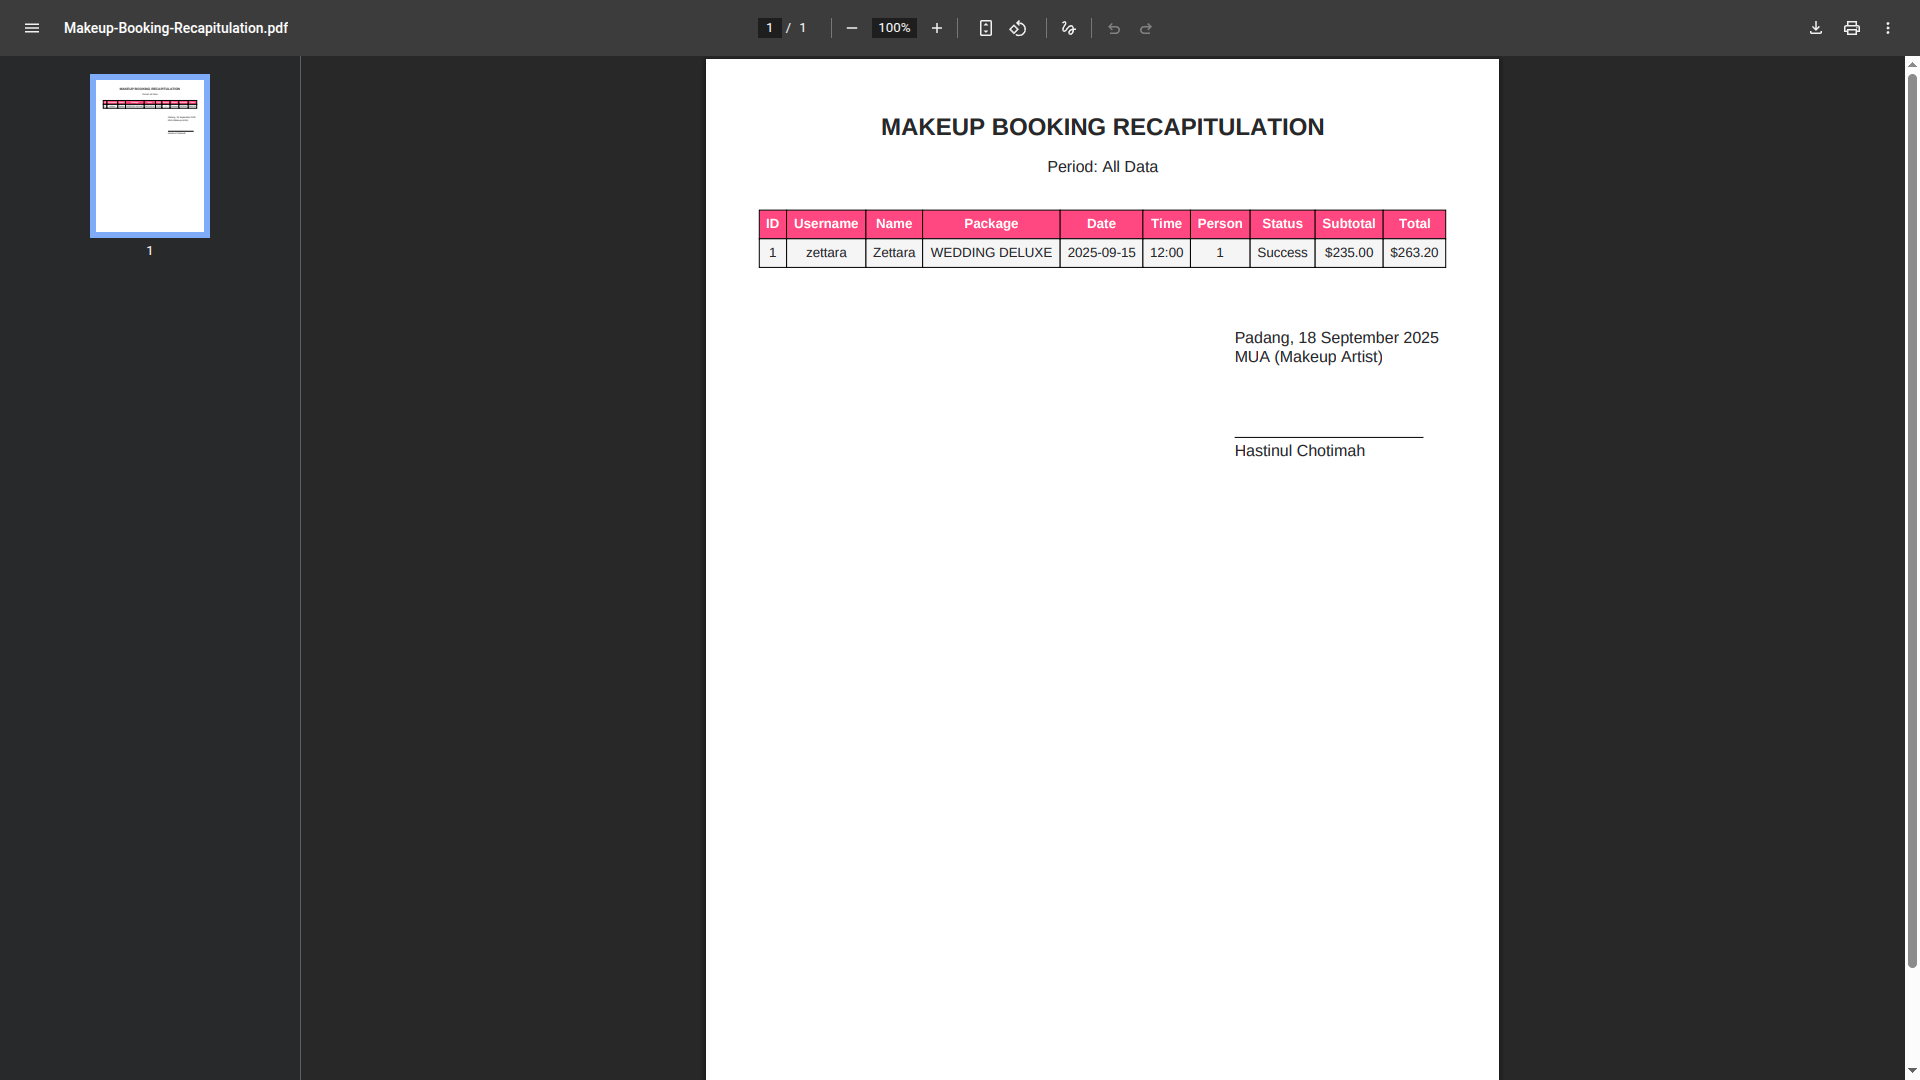 Makeup-Booking-Recapitulation.pdf
1 / 1
100%
1
MAKEUP BOOKING RECAPITULATION
Period: All Data
ID Username Name Package Date Time Person Status Subtotal Total
1 zettara Zettara WEDDING DELUXE 2025-09-15 12:00 1 Success $235.00 $263.20
Padang, 18 September 2025
MUA (Makeup Artist)
Hastinul Chotimah